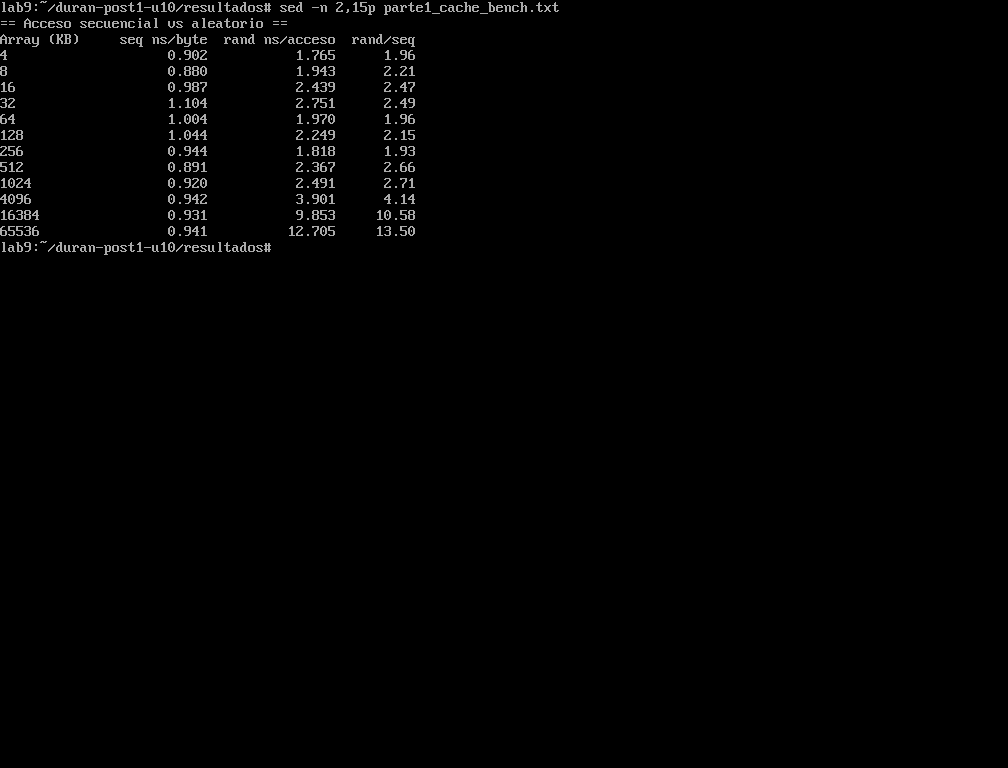 lab9:~/duran-post1-u10/resultados# sed -n 2,15p parte1_cache_bench.txt
== Acceso secuencial vs aleatorio ==
Array (KB)     seq ns/byte  rand ns/acceso  rand/seq
4                    0.902           1.765      1.96
8                    0.880           1.943      2.21
16                   0.987           2.439      2.47
32                   1.104           2.751      2.49
64                   1.004           1.970      1.96
128                  1.044           2.249      2.15
256                  0.944           1.818      1.93
512                  0.891           2.367      2.66
1024                 0.920           2.491      2.71
4096                 0.942           3.901      4.14
16384                0.931           9.853     10.58
65536                0.941          12.705     13.50
lab9:~/duran-post1-u10/resultados#